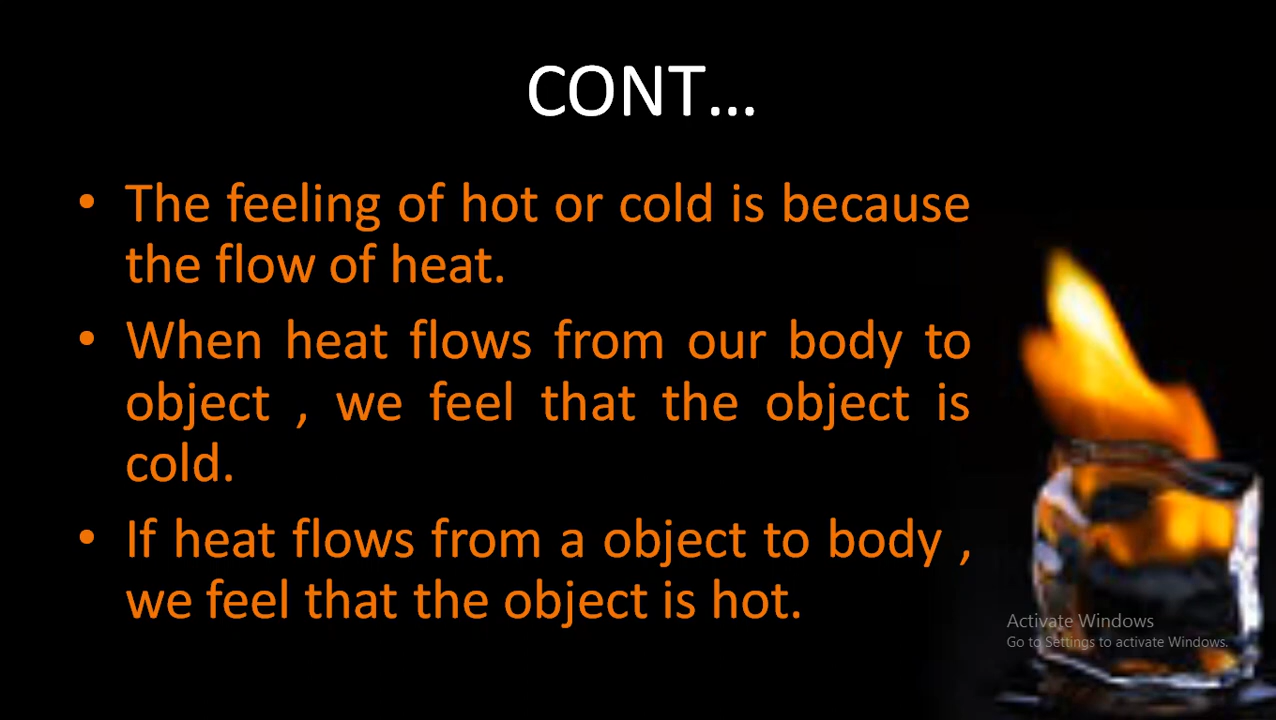 CONT...
• The feeling of hot or cold is because
the flow of heat.
• When heat flows from our body to
object , we feel that the object is
cold.
• If heat flows from a object to body ,
we feel that the object is hot.
Activate Windows
Go to Settings to activate Windows.